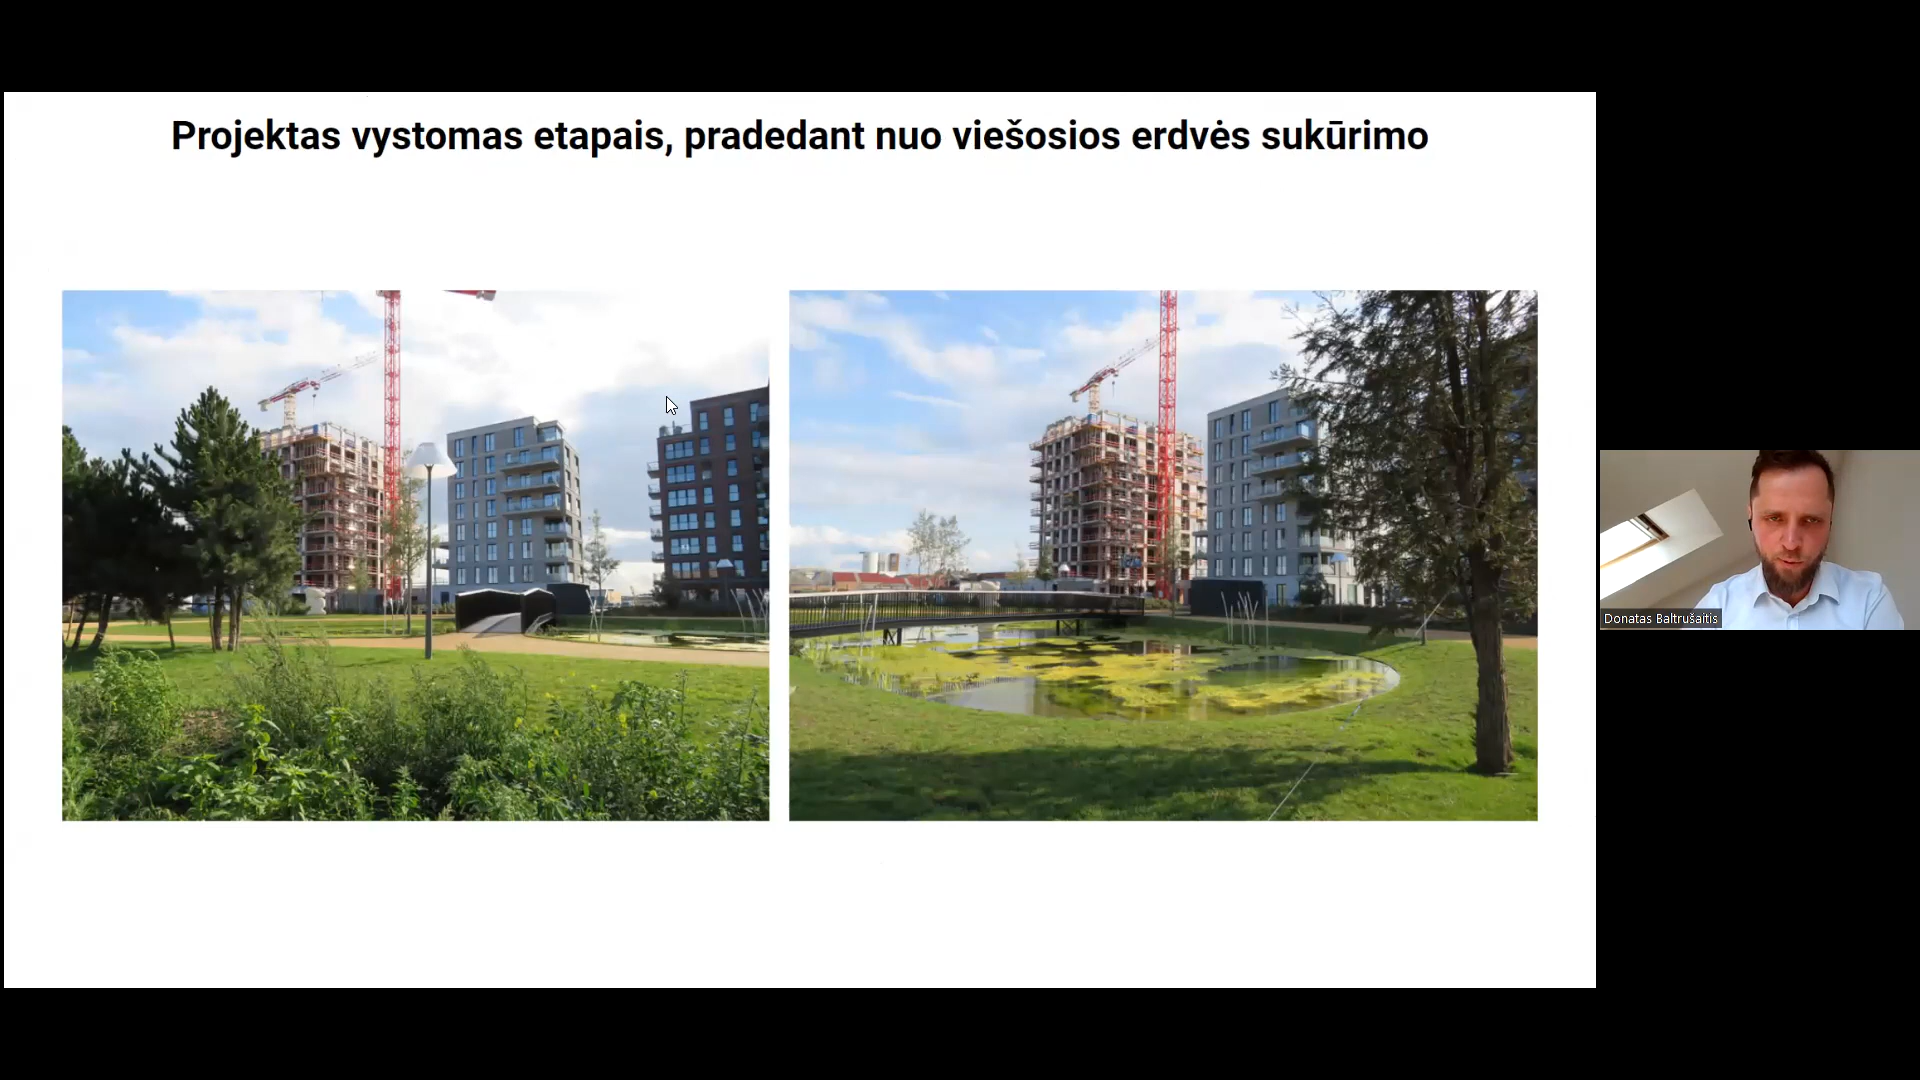 Projektas vystomas etapais, pradedant nuo viešosios erdvės sukūrimo
Donatas Baltrušaitis